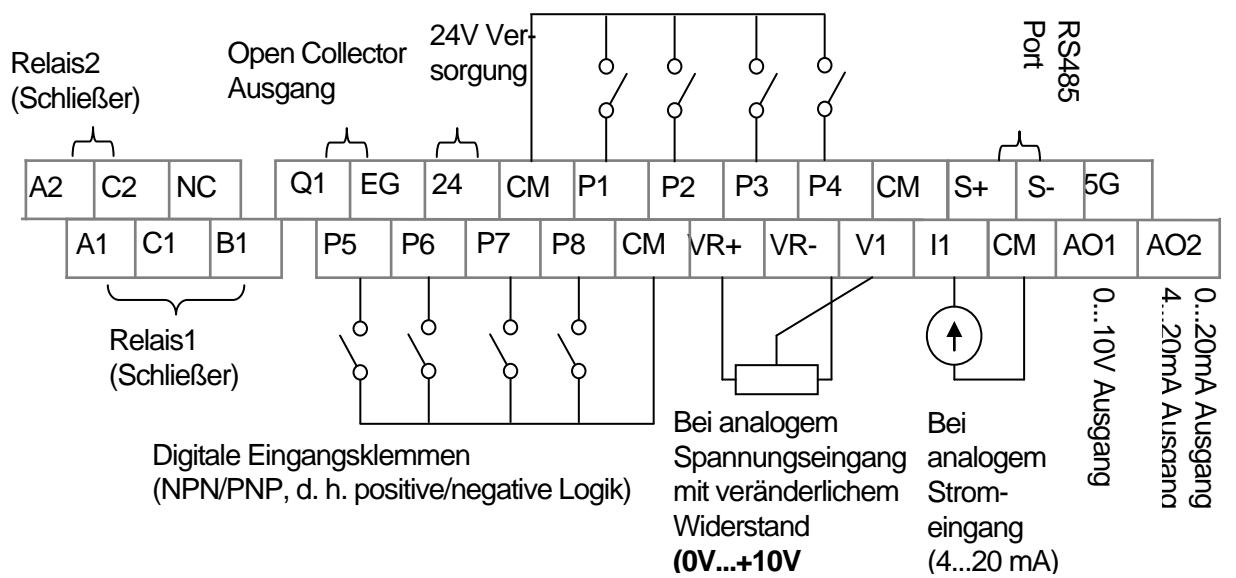 Relais2
(Schließer)
Open Collector
Ausgang
24V Ver-
sorgung
RS485
Port
A2 C2 NC Q1 EG 24 CM P1 P2 P3 P4 CM S+ S- 5G
A1 C1 B1 P5 P6 P7 P8 CM VR+ VR- V1 I1 CM AO1 AO2
Relais1
(Schließer)
Digitale Eingangsklemmen
(NPN/PNP, d. h. positive/negative Logik)
Bei analogem
Spannungseingang
mit veränderlichem
Widerstand
(0V...+10V
Bei
analogem
Strom-
eingang
(4...20 mA)
0...10V Ausgang
0...20mA Ausgang
4...20mA Ausgang